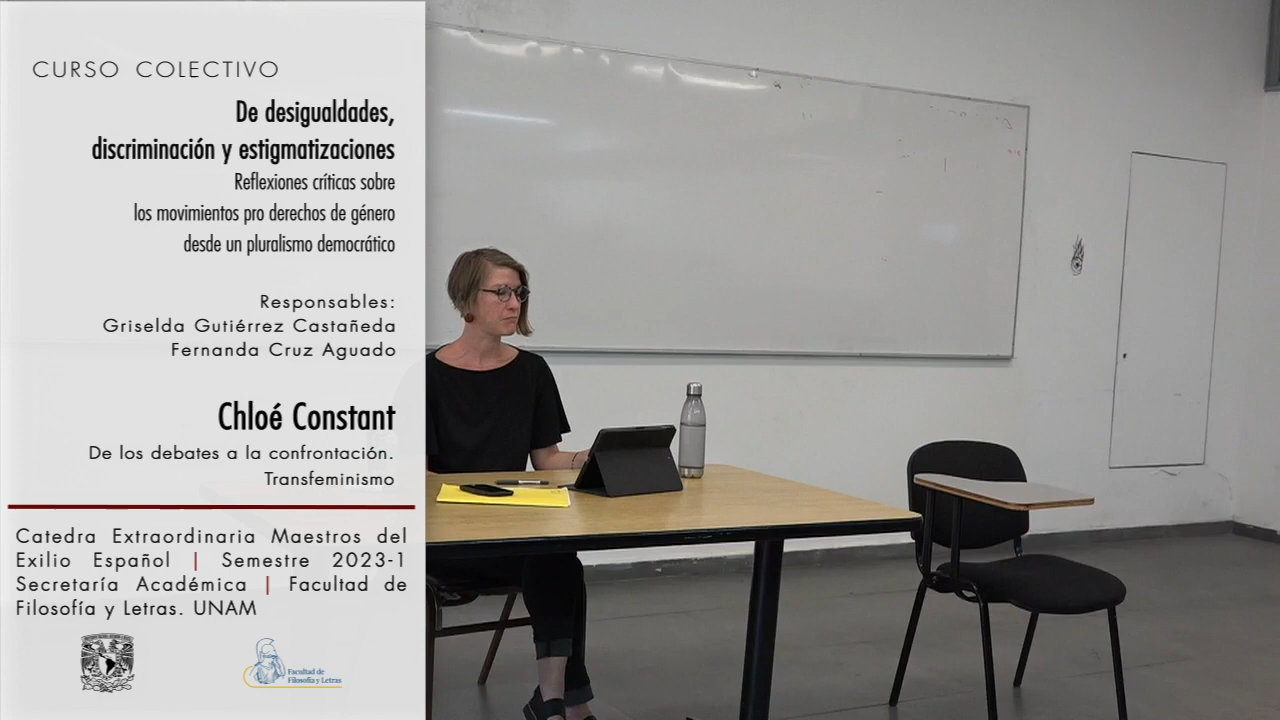 CURSO COLECTIVO
De desigualdades,
discriminación y estigmatizaciones
Reflexiones críticas sobre
los movimientos pro derechos de género
desde un pluralismo democrático
Responsables:
Griselda Gutiérrez Castañeda
Fernanda Cruz Aguado
Chloé Constant
De los debates a la confrontación.
Transfeminismo
Catedra Extraordinaria Maestros del
Exilio Español | Semestre 2023-1
Secretaría Académica | Facultad de
Filosofía y Letras. UNAM
Facultad de
Filosofía y Letras